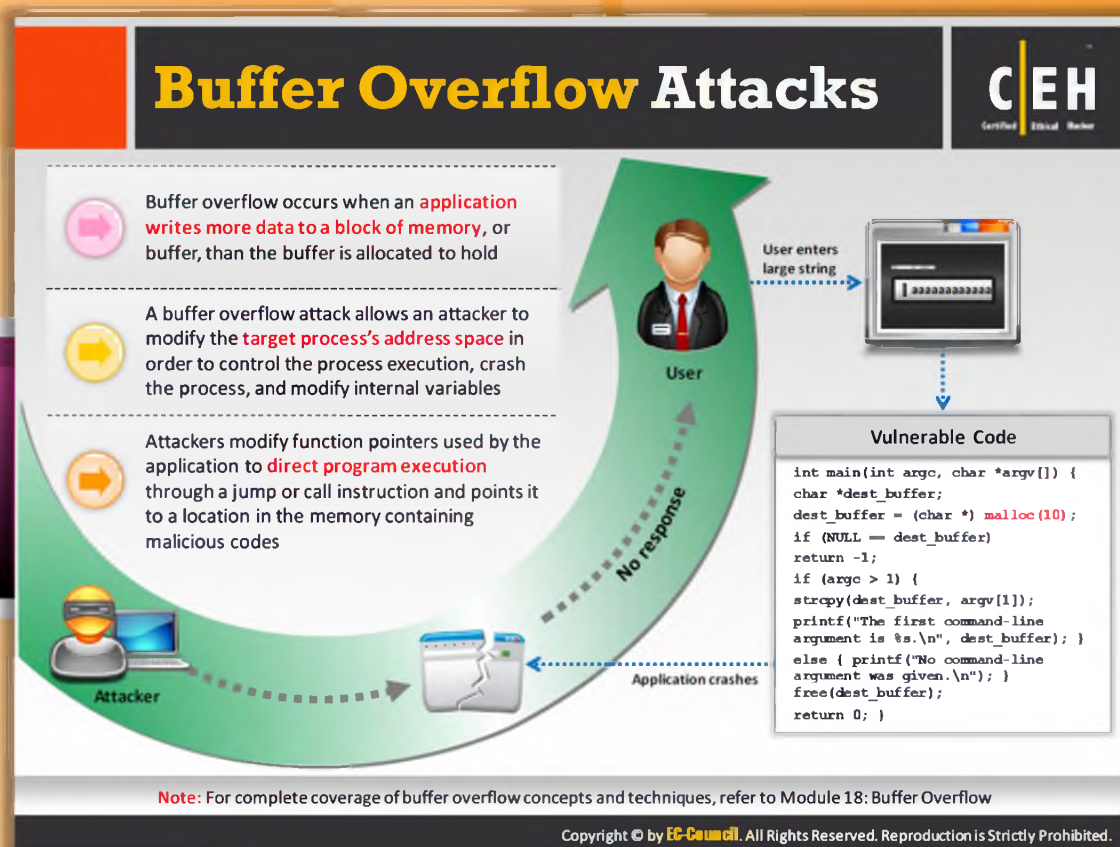 Buffer Overflow Attacks
C|EH
Certified Ethical Hacker
Buffer overflow occurs when an application
writes more data to a block of memory, or
buffer, than the buffer is allocated to hold
A buffer overflow attack allows an attacker to
modify the target process's address space in
order to control the process execution, crash
the process, and modify internal variables
Attackers modify function pointers used by the
application to direct program execution
through a jump or call instruction and points it
to a location in the memory containing
malicious codes
User enters
large string
aaaaaaaaaaaa
User
No response
Attacker
Application crashes
Vulnerable Code
int main(int argc, char *argv[]) {
char *dest_buffer;
dest_buffer = (char *) malloc(10);
if (NULL == dest_buffer)
return -1;
if (argc > 1) {
strcpy(dest_buffer, argv[1]);
printf("The first command-line
argument is %s.\n", dest_buffer); }
else { printf("No command-line
argument was given.\n"); }
free(dest_buffer);
return 0; }
Note: For complete coverage of buffer overflow concepts and techniques, refer to Module 18: Buffer Overflow
Copyright © by EC-Council. All Rights Reserved. Reproduction is Strictly Prohibited.